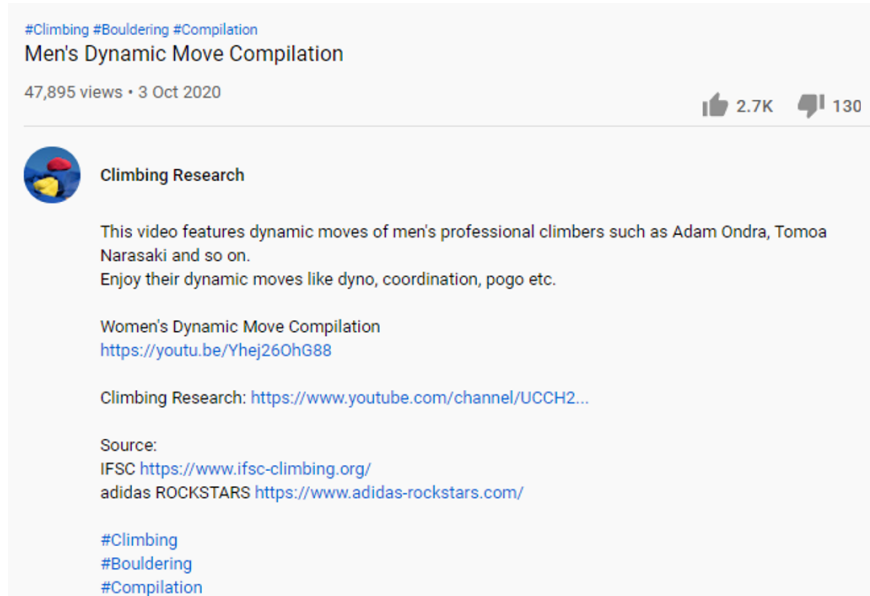 #Climbing #Bouldering #Compilation
Men's Dynamic Move Compilation
47,895 views • 3 Oct 2020
2.7K 130
Climbing Research
This video features dynamic moves of men's professional climbers such as Adam Ondra, Tomoa
Narasaki and so on.
Enjoy their dynamic moves like dyno, coordination, pogo etc.
Women's Dynamic Move Compilation
https://youtu.be/Yhej26OhG88
Climbing Research: https://www.youtube.com/channel/UCCH2...
Source:
IFSC https://www.ifsc-climbing.org/
adidas ROCKSTARS https://www.adidas-rockstars.com/
#Climbing
#Bouldering
#Compilation